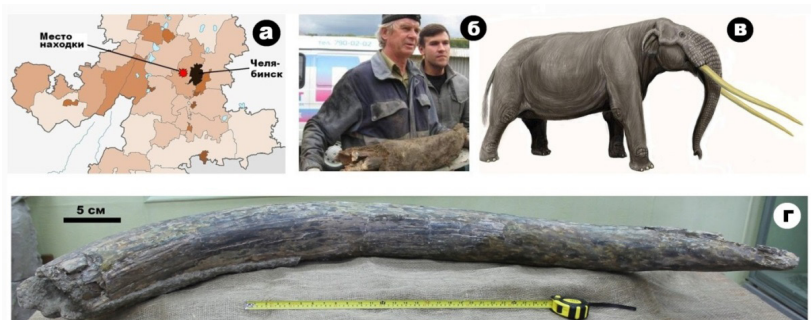 а
Место
находки
Челя-
бинск
б
в
5 см
г